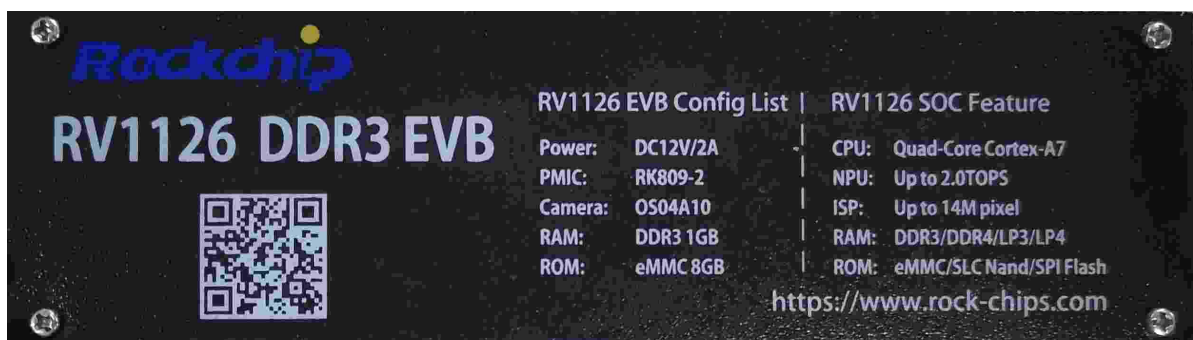 Rockchip
RV1126 DDR3 EVB
RV1126 EVB Config List
Power: DC12V/2A
PMIC: RK809-2
Camera: OS04A10
RAM: DDR3 1GB
ROM: eMMC 8GB
RV1126 SOC Feature
CPU: Quad-Core Cortex-A7
NPU: Up to 2.0TOPS
ISP: Up to 14M pixel
RAM: DDR3/DDR4/LP3/LP4
ROM: eMMC/SLC Nand/SPI Flash
https://www.rock-chips.com